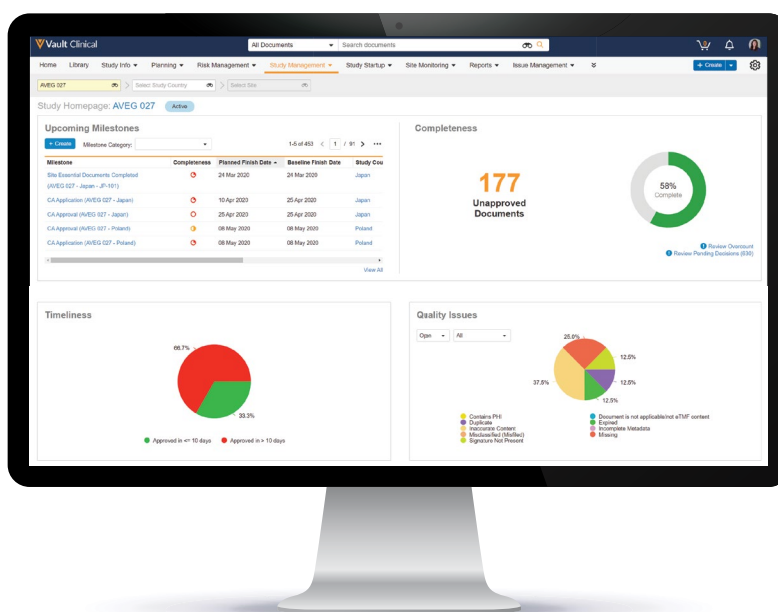 Vault Clinical
All Documents
Search documents
Home Library Study Info Planning Risk Management Study Management Study Startup Site Monitoring Reports Issue Management + Create
AVEG 027 Select Study Country Select Site
Study Homepage: AVEG 027 Active
Upcoming Milestones
+ Create Milestone Category: 1-5 of 453 1 / 91
Milestone Completeness Planned Finish Date Baseline Finish Date Study Cou
Site Essential Documents Completed
(AVEG 027 - Japan - JP-101) 24 Mar 2020 24 Mar 2020 Japan
CA Application (AVEG 027 - Japan) 10 Apr 2020 25 Apr 2020 Japan
CA Approval (AVEG 027 - Japan) 25 Apr 2020 25 Apr 2020 Japan
CA Approval (AVEG 027 - Poland) 08 May 2020 08 May 2020 Poland
CA Application (AVEG 027 - Poland) 08 May 2020 08 May 2020 Poland
View All
Completeness
177
Unapproved
Documents
58%
Complete
Review Overcount
Review Pending Decisions (838)
Timeliness
66.7%
33.3%
Approved in <= 10 days Approved in > 10 days
Quality Issues
Open All
25.0%
12.5%
37.5%
12.5%
12.5%
Contains PHI
Duplicate
Inaccurate Content
Misclassified (Misfiled)
Signature Not Present
Document is not applicable/not eTMF content
Expired
Incomplete Metadata
Missing